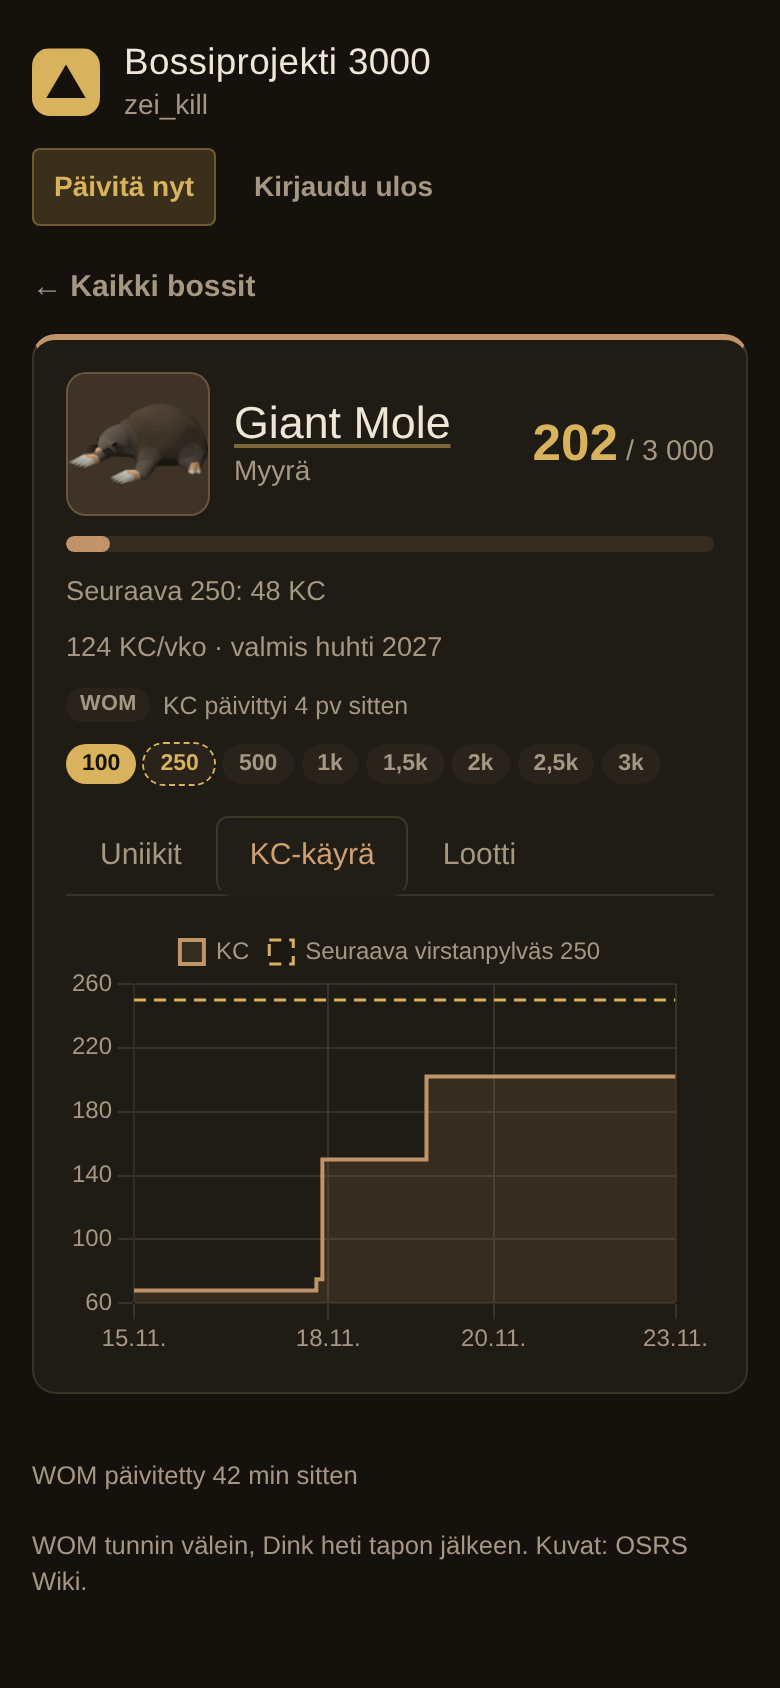 Bossiprojekti 3000
zei_kill
Päivitä nyt
Kirjaudu ulos
← Kaikki bossit
Giant Mole
Myyrä
202 / 3 000
Seuraava 250: 48 KC
124 KC/vko · valmis huhti 2027
WOM KC päivittyi 4 pv sitten
100 250 500 1k 1,5k 2k 2,5k 3k
Uniikit KC-käyrä Lootti
KC Seuraava virstanpylväs 250
260
220
180
140
100
60
15.11. 18.11. 20.11. 23.11.
WOM päivitetty 42 min sitten
WOM tunnin välein, Dink heti tapon jälkeen. Kuvat: OSRS
Wiki.